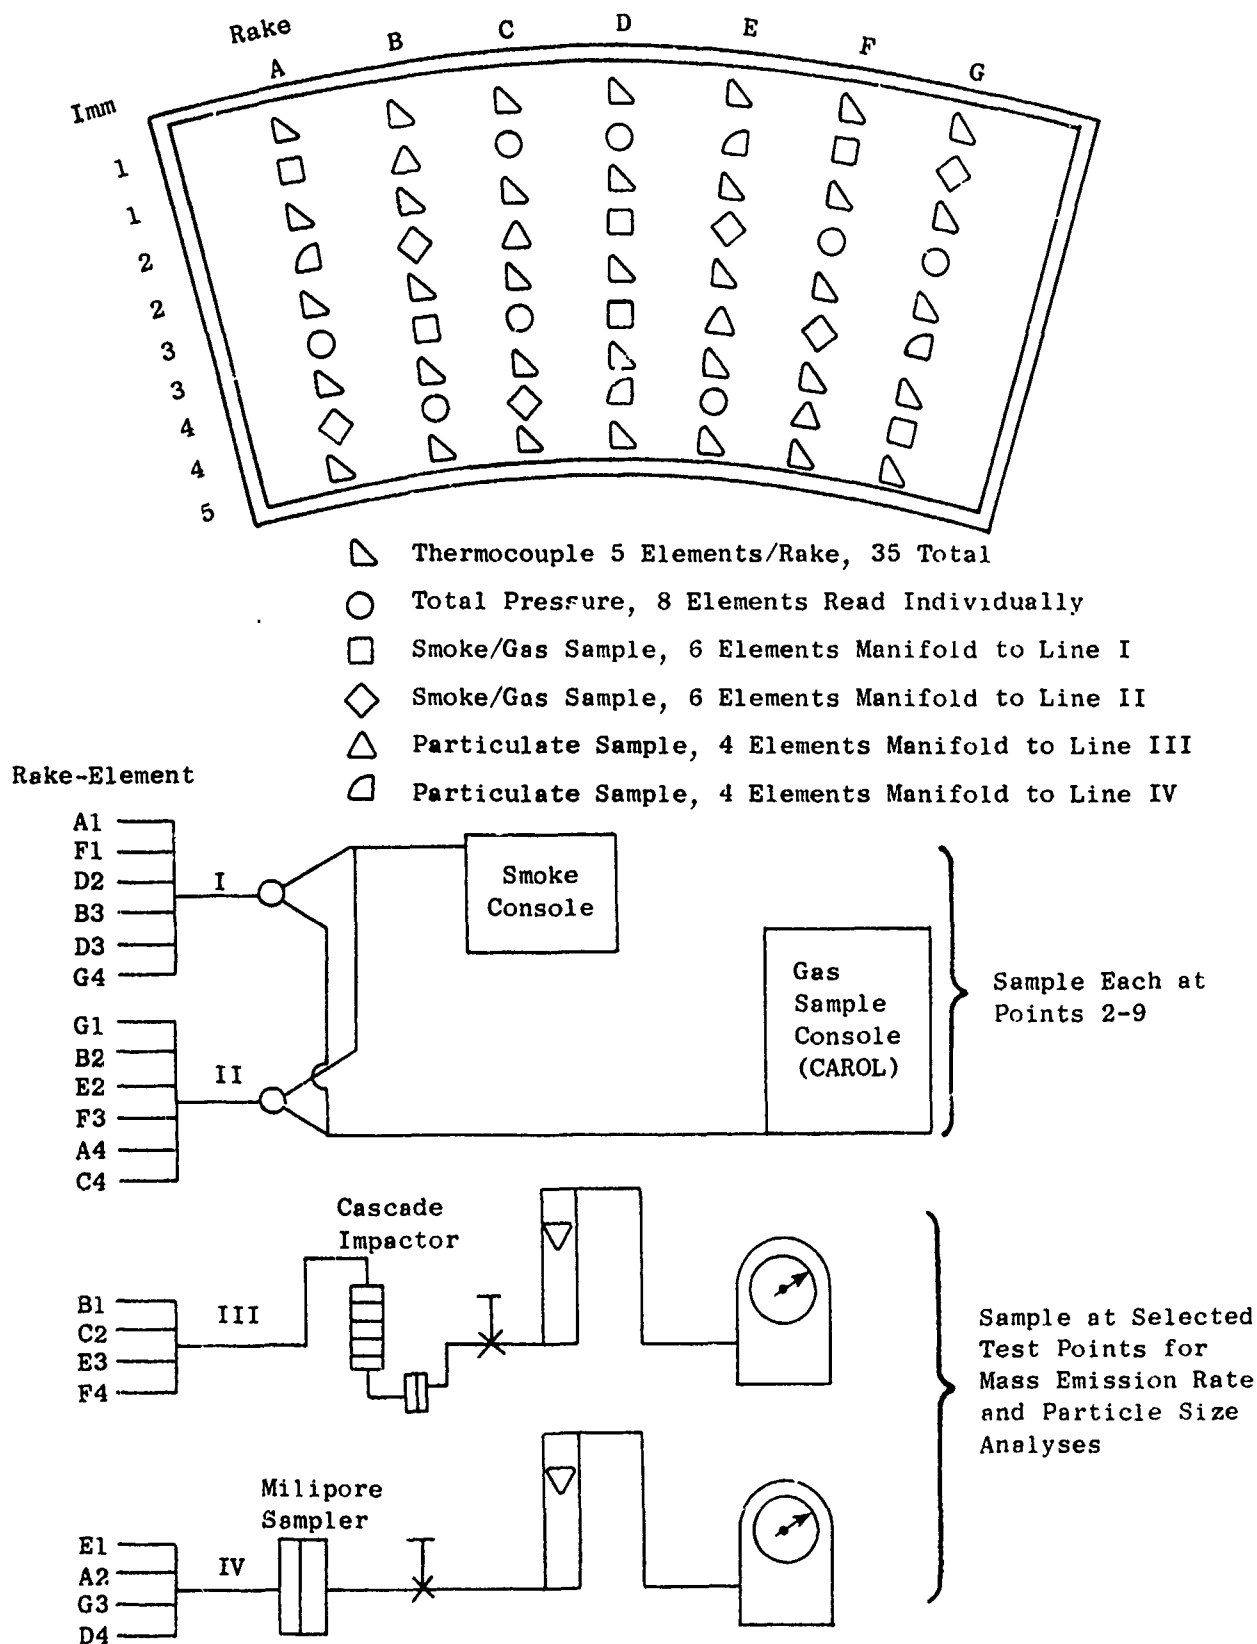 Rake
A
B
C
D
E
F
G
Imm
1
1
2
2
3
3
4
4
5
Thermocouple 5 Elements/Rake, 35 Total
Total Pressure, 8 Elements Read Individually
Smoke/Gas Sample, 6 Elements Manifold to Line I
Smoke/Gas Sample, 6 Elements Manifold to Line II
Particulate Sample, 4 Elements Manifold to Line III
Particulate Sample, 4 Elements Manifold to Line IV
Rake-Element
A1
F1
D2
B3
D3
G4
I
Smoke
Console
G1
B2
E2
F3
A4
C4
II
Gas
Sample
Console
(CAROL)
Sample Each at
Points 2-9
Cascade
Impactor
B1
C2
E3
F4
III
Milipore
Sampler
E1
A2
G3
D4
IV
Sample at Selected
Test Points for
Mass Emission Rate
and Particle Size
Analyses